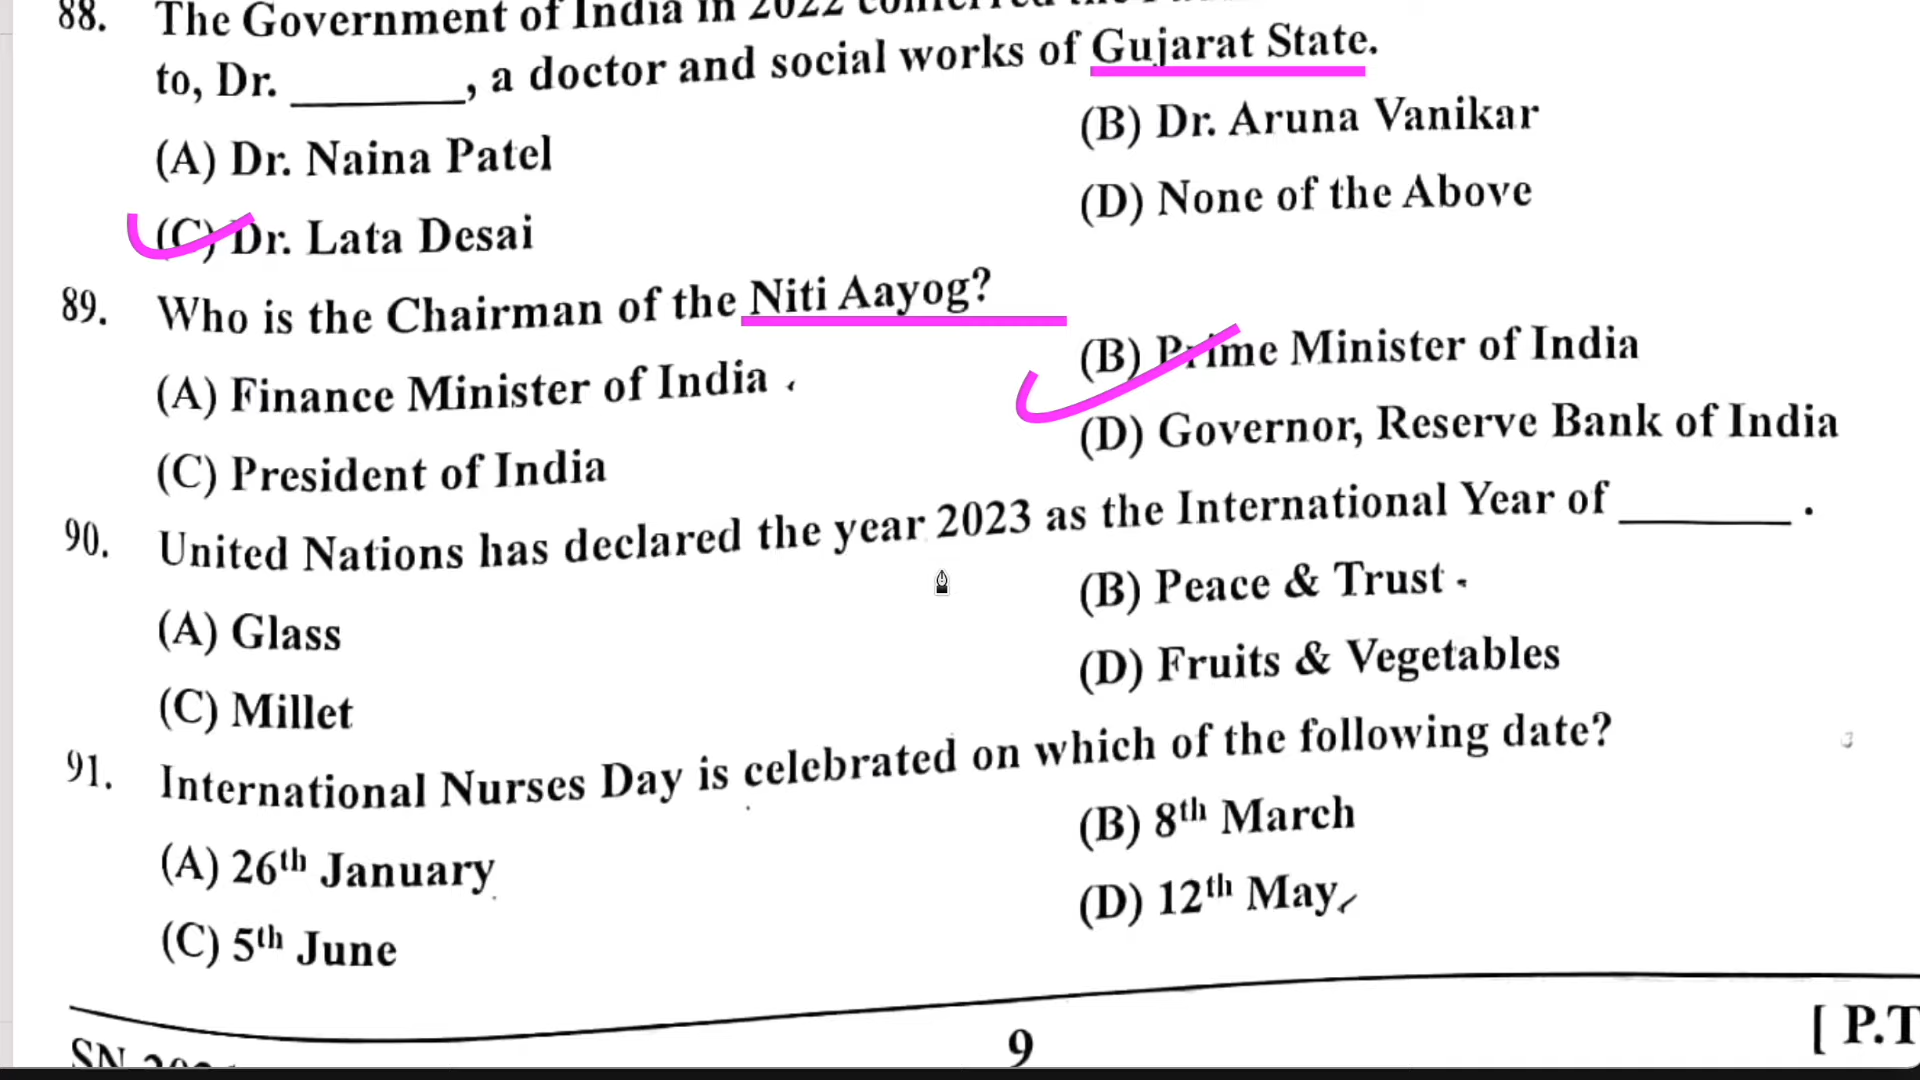 88. The Government of India in 2022 conferred the
to, Dr. ________, a doctor and social works of Gujarat State.
(A) Dr. Naina Patel
(B) Dr. Aruna Vanikar
(C) Dr. Lata Desai
(D) None of the Above
89. Who is the Chairman of the Niti Aayog?
(A) Finance Minister of India
(B) Prime Minister of India
(C) President of India
(D) Governor, Reserve Bank of India
90. United Nations has declared the year 2023 as the International Year of ________ .
(A) Glass
(B) Peace & Trust
(C) Millet
(D) Fruits & Vegetables
91. International Nurses Day is celebrated on which of the following date?
(A) 26th January
(B) 8th March
(C) 5th June
(D) 12th May
9
[ P.T
SN